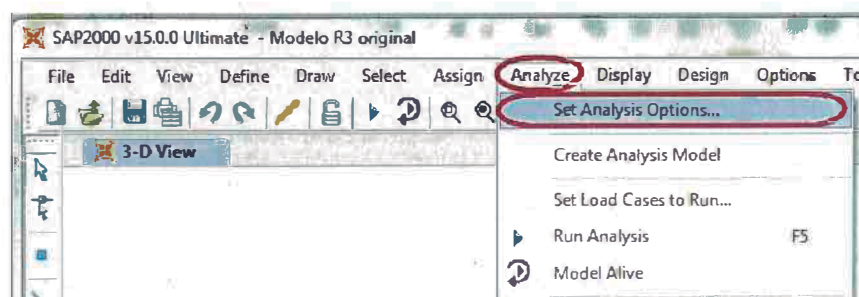 SAP2000 v15.0.0 Ultimate - Modelo R3 original
File Edit View Define Draw Select Assign Analyze Display Design Options To
Set Analysis Options...
3-D View
Create Analysis Model
Set Load Cases to Run...
Run Analysis F5
Model Alive